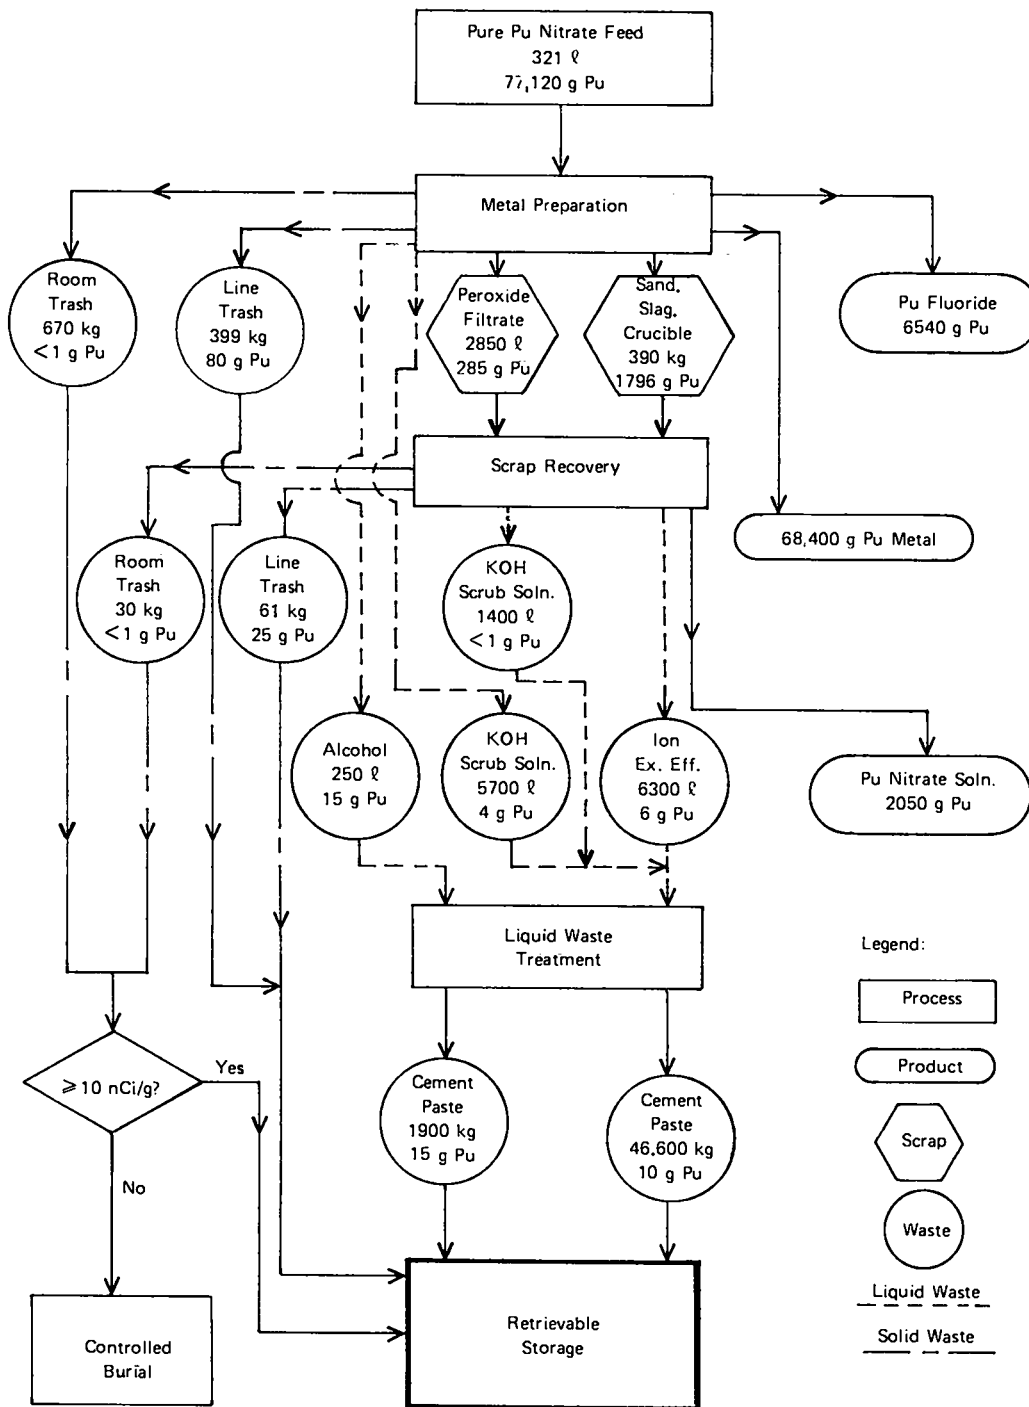 Pure Pu Nitrate Feed
321 ℓ
77,120 g Pu
Metal Preparation
Room
Trash
670 kg
<1 g Pu
Line
Trash
399 kg
80 g Pu
Peroxide
Filtrate
2850 ℓ
285 g Pu
Sand.
Slag.
Crucible
390 kg
1796 g Pu
Pu Fluoride
6540 g Pu
Scrap Recovery
68,400 g Pu Metal
Room
Trash
30 kg
<1 g Pu
Line
Trash
61 kg
25 g Pu
KOH
Scrub Soln.
1400 ℓ
<1 g Pu
Alcohol
250 ℓ
15 g Pu
KOH
Scrub Soln.
5700 ℓ
4 g Pu
Ion
Ex. Eff.
6300 ℓ
6 g Pu
Pu Nitrate Soln.
2050 g Pu
Liquid Waste
Treatment
≥10 nCi/g?
Yes
No
Cement
Paste
1900 kg
15 g Pu
Cement
Paste
46,600 kg
10 g Pu
Controlled
Burial
Retrievable
Storage
Legend:
Process
Product
Scrap
Waste
Liquid Waste
Solid Waste